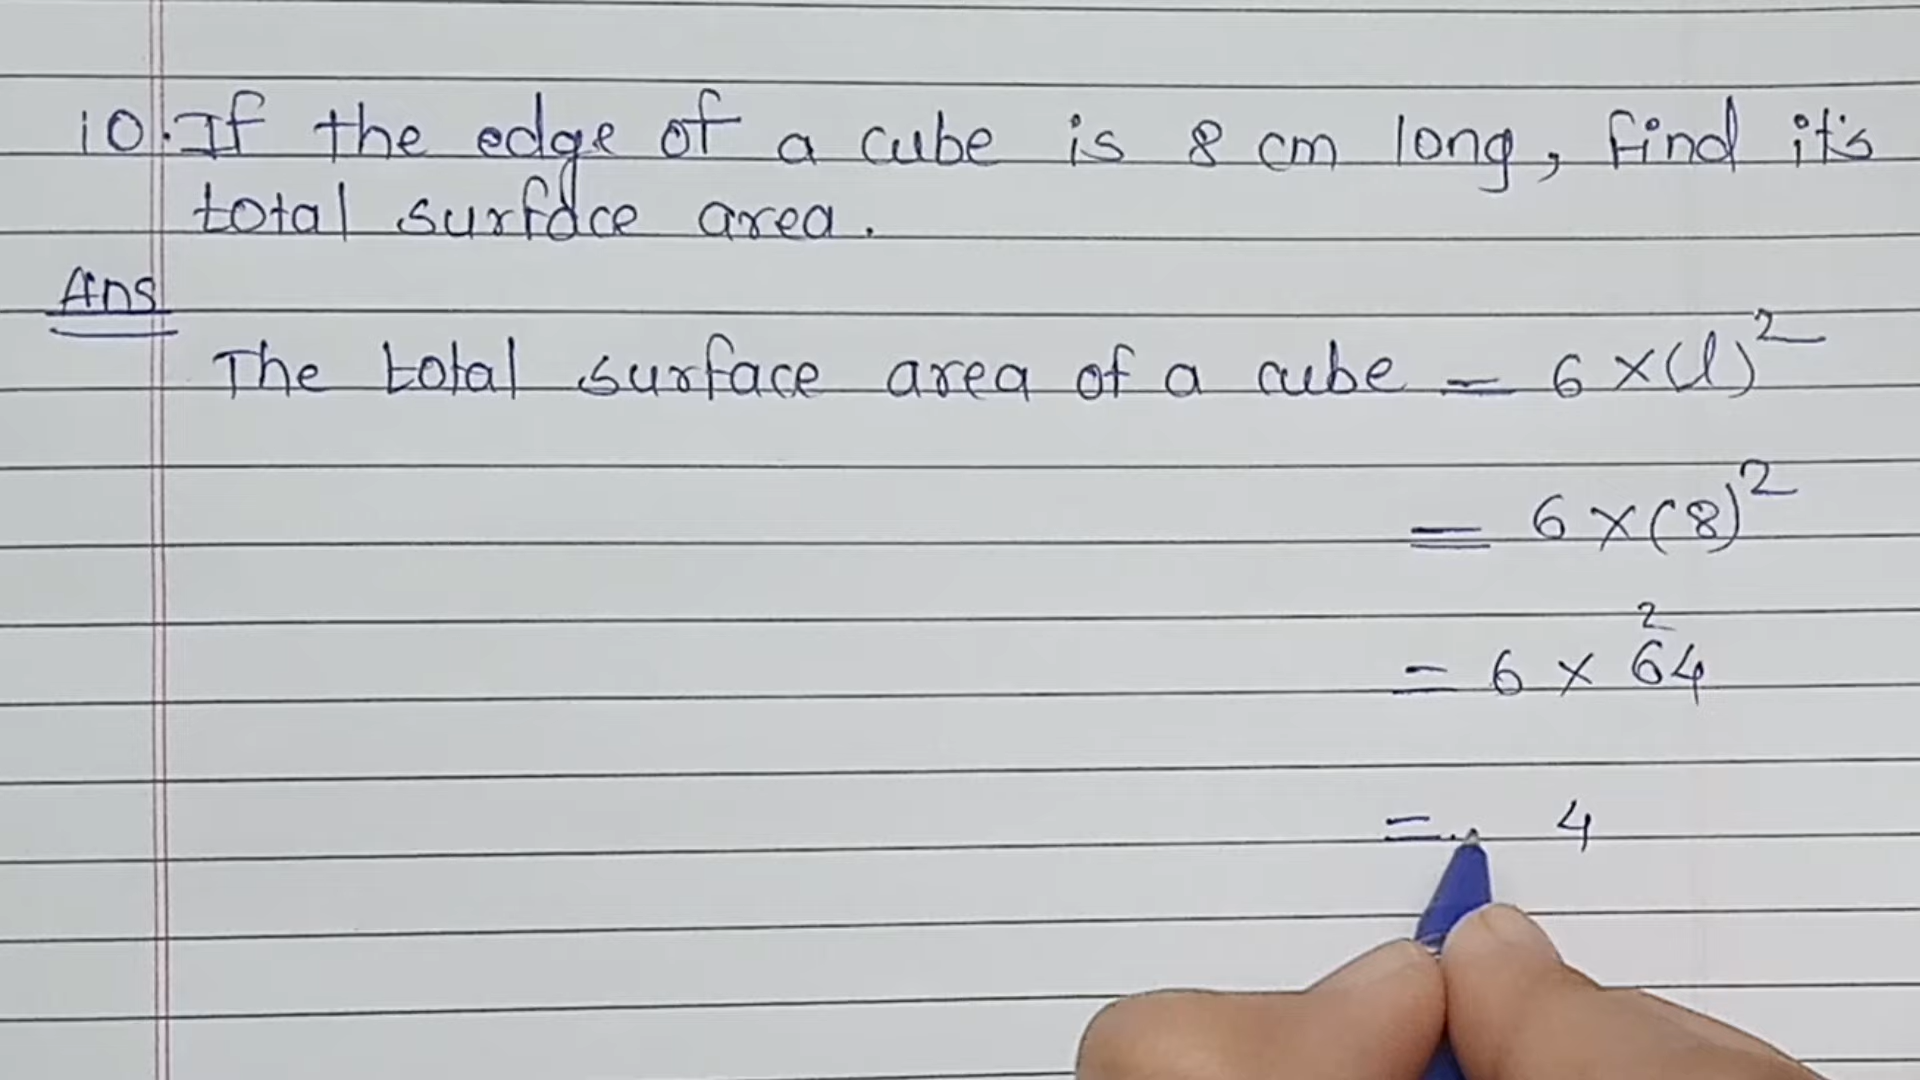 10. If the edge of a cube is 8 cm long, find it's
total surface area.
Ans
The total surface area of a cube = 6 × (l)²
= 6 × (8)²
2
= 6 × 64
= 4